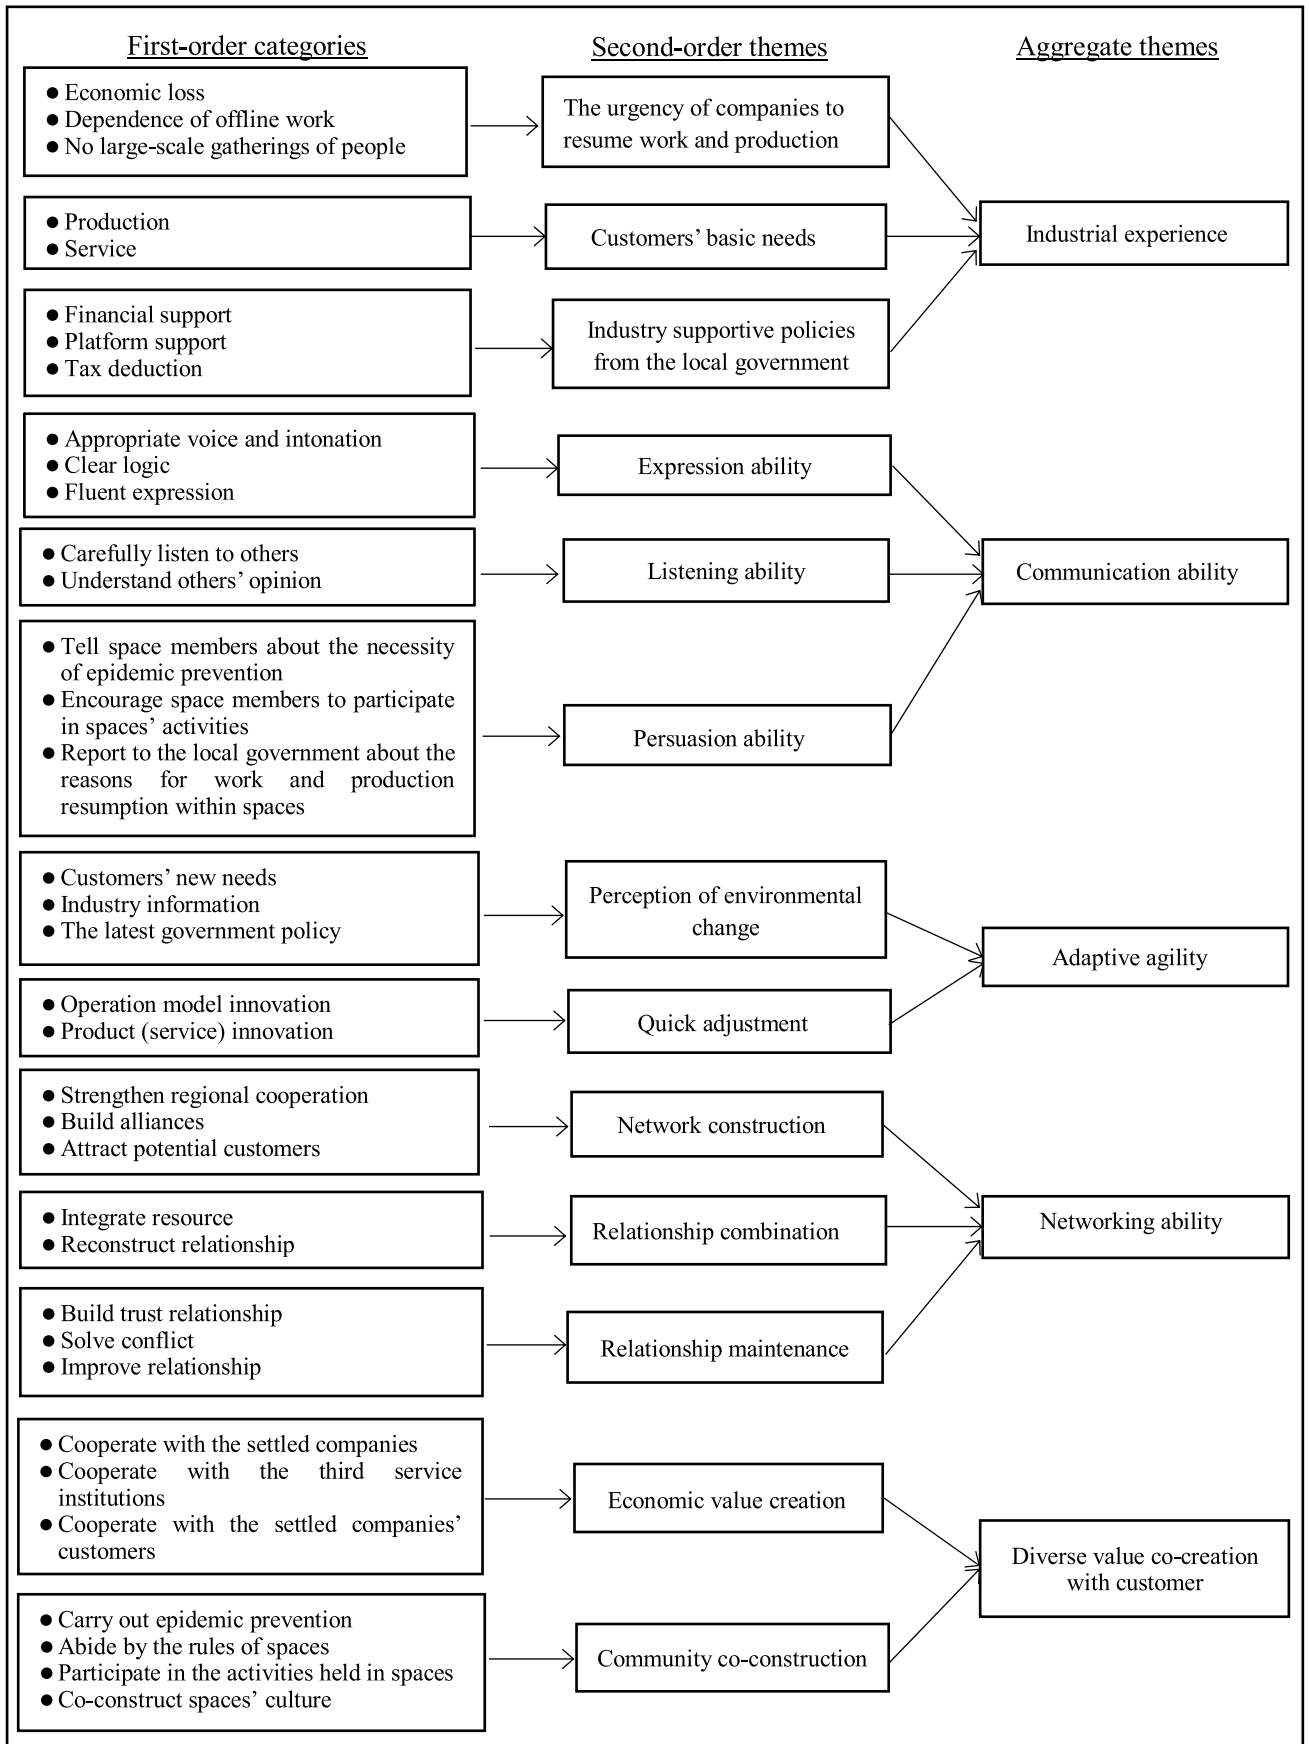 First-order categories
Second-order themes
Aggregate themes
● Economic loss
● Dependence of offline work
● No large-scale gatherings of people
The urgency of companies to
resume work and production
● Production
● Service
Customers' basic needs
Industrial experience
● Financial support
● Platform support
● Tax deduction
Industry supportive policies
from the local government
● Appropriate voice and intonation
● Clear logic
● Fluent expression
Expression ability
● Carefully listen to others
● Understand others' opinion
Listening ability
Communication ability
● Tell space members about the necessity
of epidemic prevention
● Encourage space members to participate
in spaces' activities
● Report to the local government about the
reasons for work and production
resumption within spaces
Persuasion ability
● Customers' new needs
● Industry information
● The latest government policy
Perception of environmental
change
Adaptive agility
● Operation model innovation
● Product (service) innovation
Quick adjustment
● Strengthen regional cooperation
● Build alliances
● Attract potential customers
Network construction
● Integrate resource
● Reconstruct relationship
Relationship combination
Networking ability
● Build trust relationship
● Solve conflict
● Improve relationship
Relationship maintenance
● Cooperate with the settled companies
● Cooperate with the third service
institutions
● Cooperate with the settled companies'
customers
Economic value creation
Diverse value co-creation
with customer
● Carry out epidemic prevention
● Abide by the rules of spaces
● Participate in the activities held in spaces
● Co-construct spaces' culture
Community co-construction